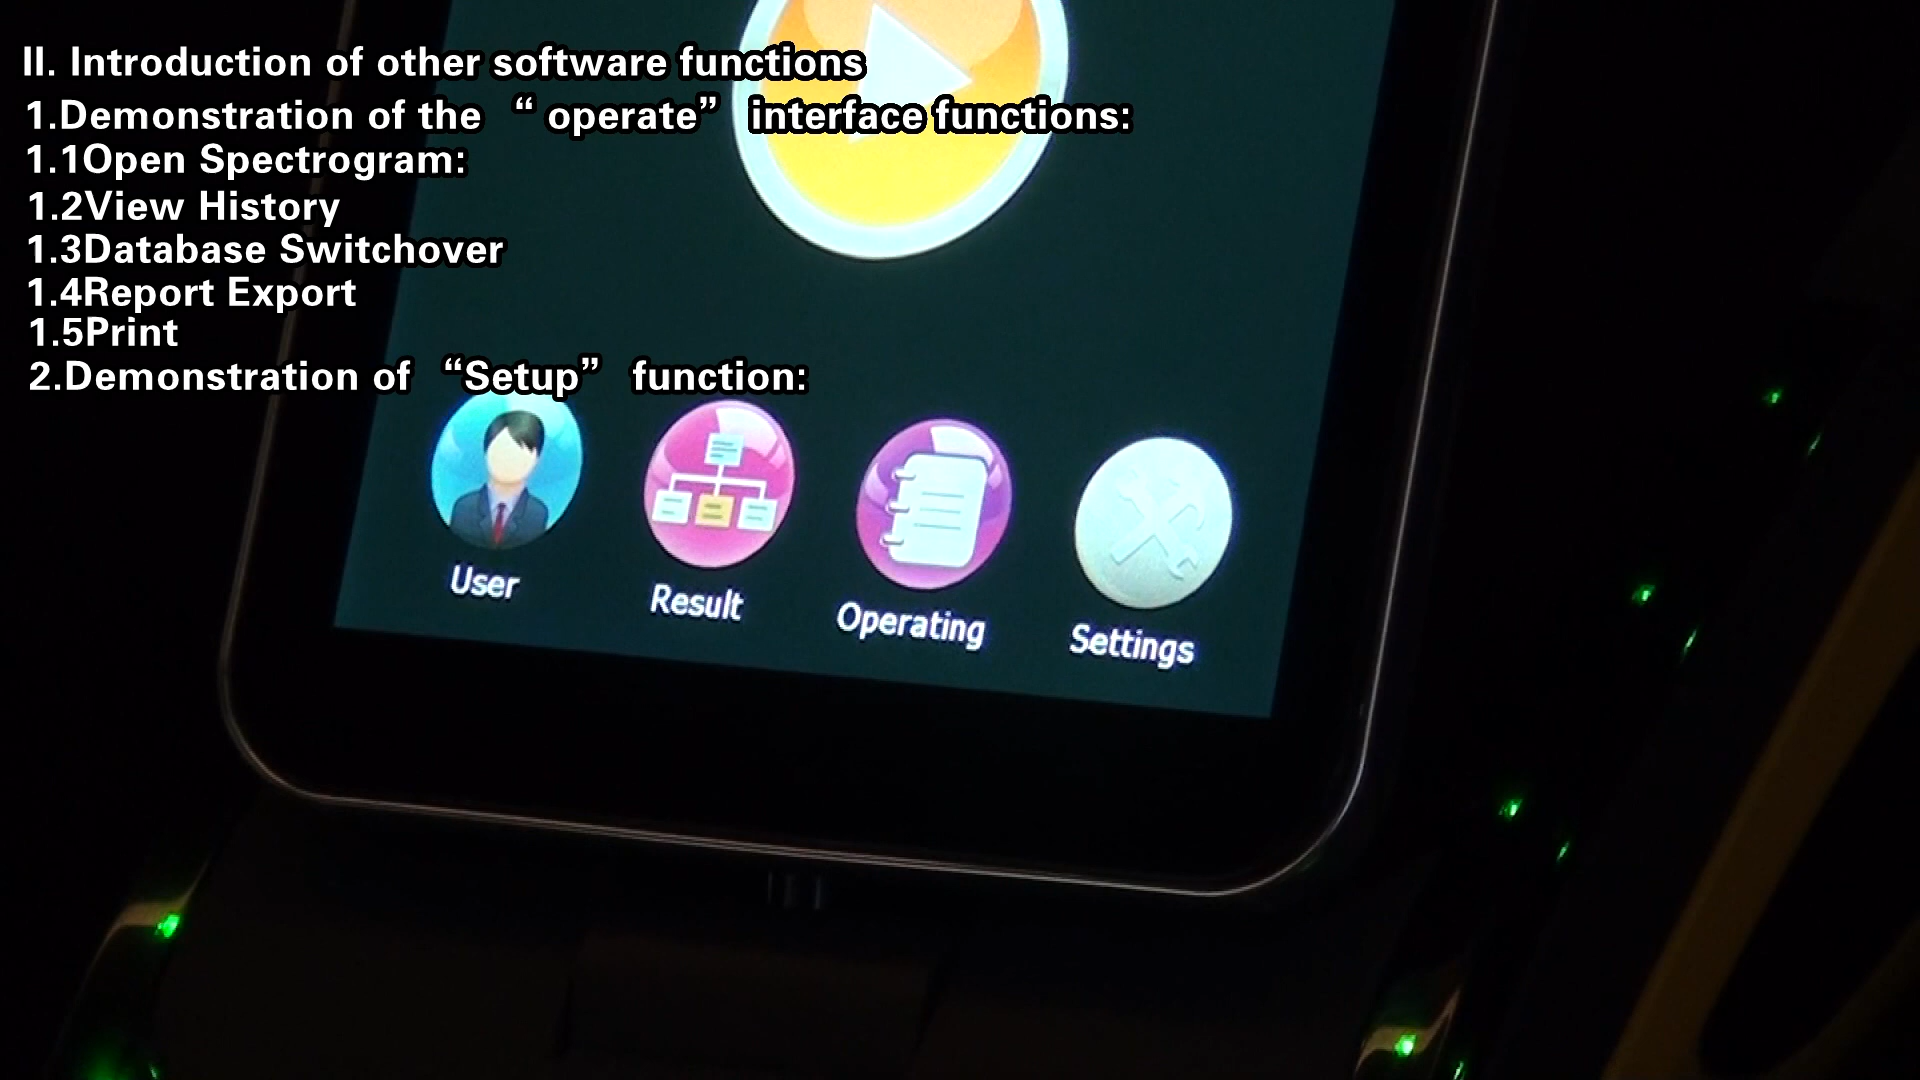 II. Introduction of other software functions
1.Demonstration of the “ operate” interface functions:
1.1Open Spectrogram:
1.2View History
1.3Database Switchover
1.4Report Export
1.5Print
2.Demonstration of “Setup” function:
User
Result
Operating
Settings